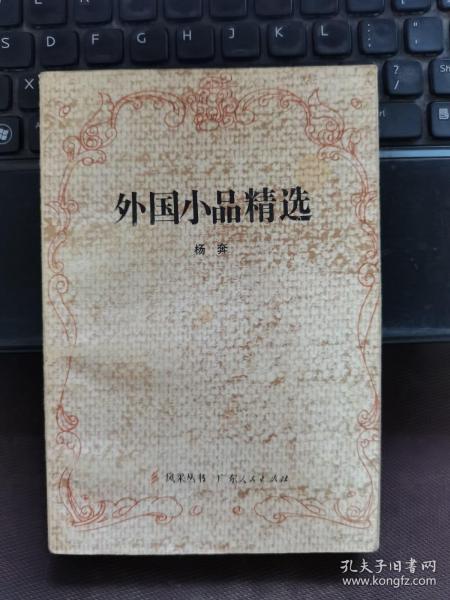 外国小品精选
杨奔
风采丛书 广东人民出版社
孔夫子旧书网
www.kongfz.com